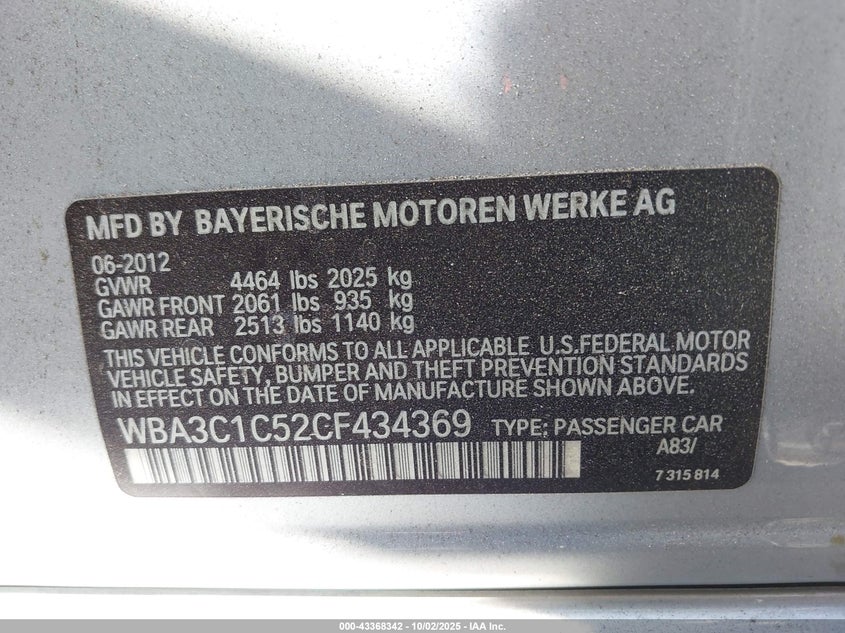 MFD BY BAYERISCHE MOTOREN WERKE AG
06-2012
GVWR 4464 lbs 2025 kg
GAWR FRONT 2061 lbs 935 kg
GAWR REAR 2513 lbs 1140 kg
THIS VEHICLE CONFORMS TO ALL APPLICABLE U.S.FEDERAL MOTOR
VEHICLE SAFETY, BUMPER AND THEFT PREVENTION STANDARDS
IN EFFECT ON THE DATE OF MANUFACTURE SHOWN ABOVE.
WBA3C1C52CF434369 TYPE: PASSENGER CAR
A83/
7 315 814
000-43368342 | 10/02/2025 - IAA Inc.